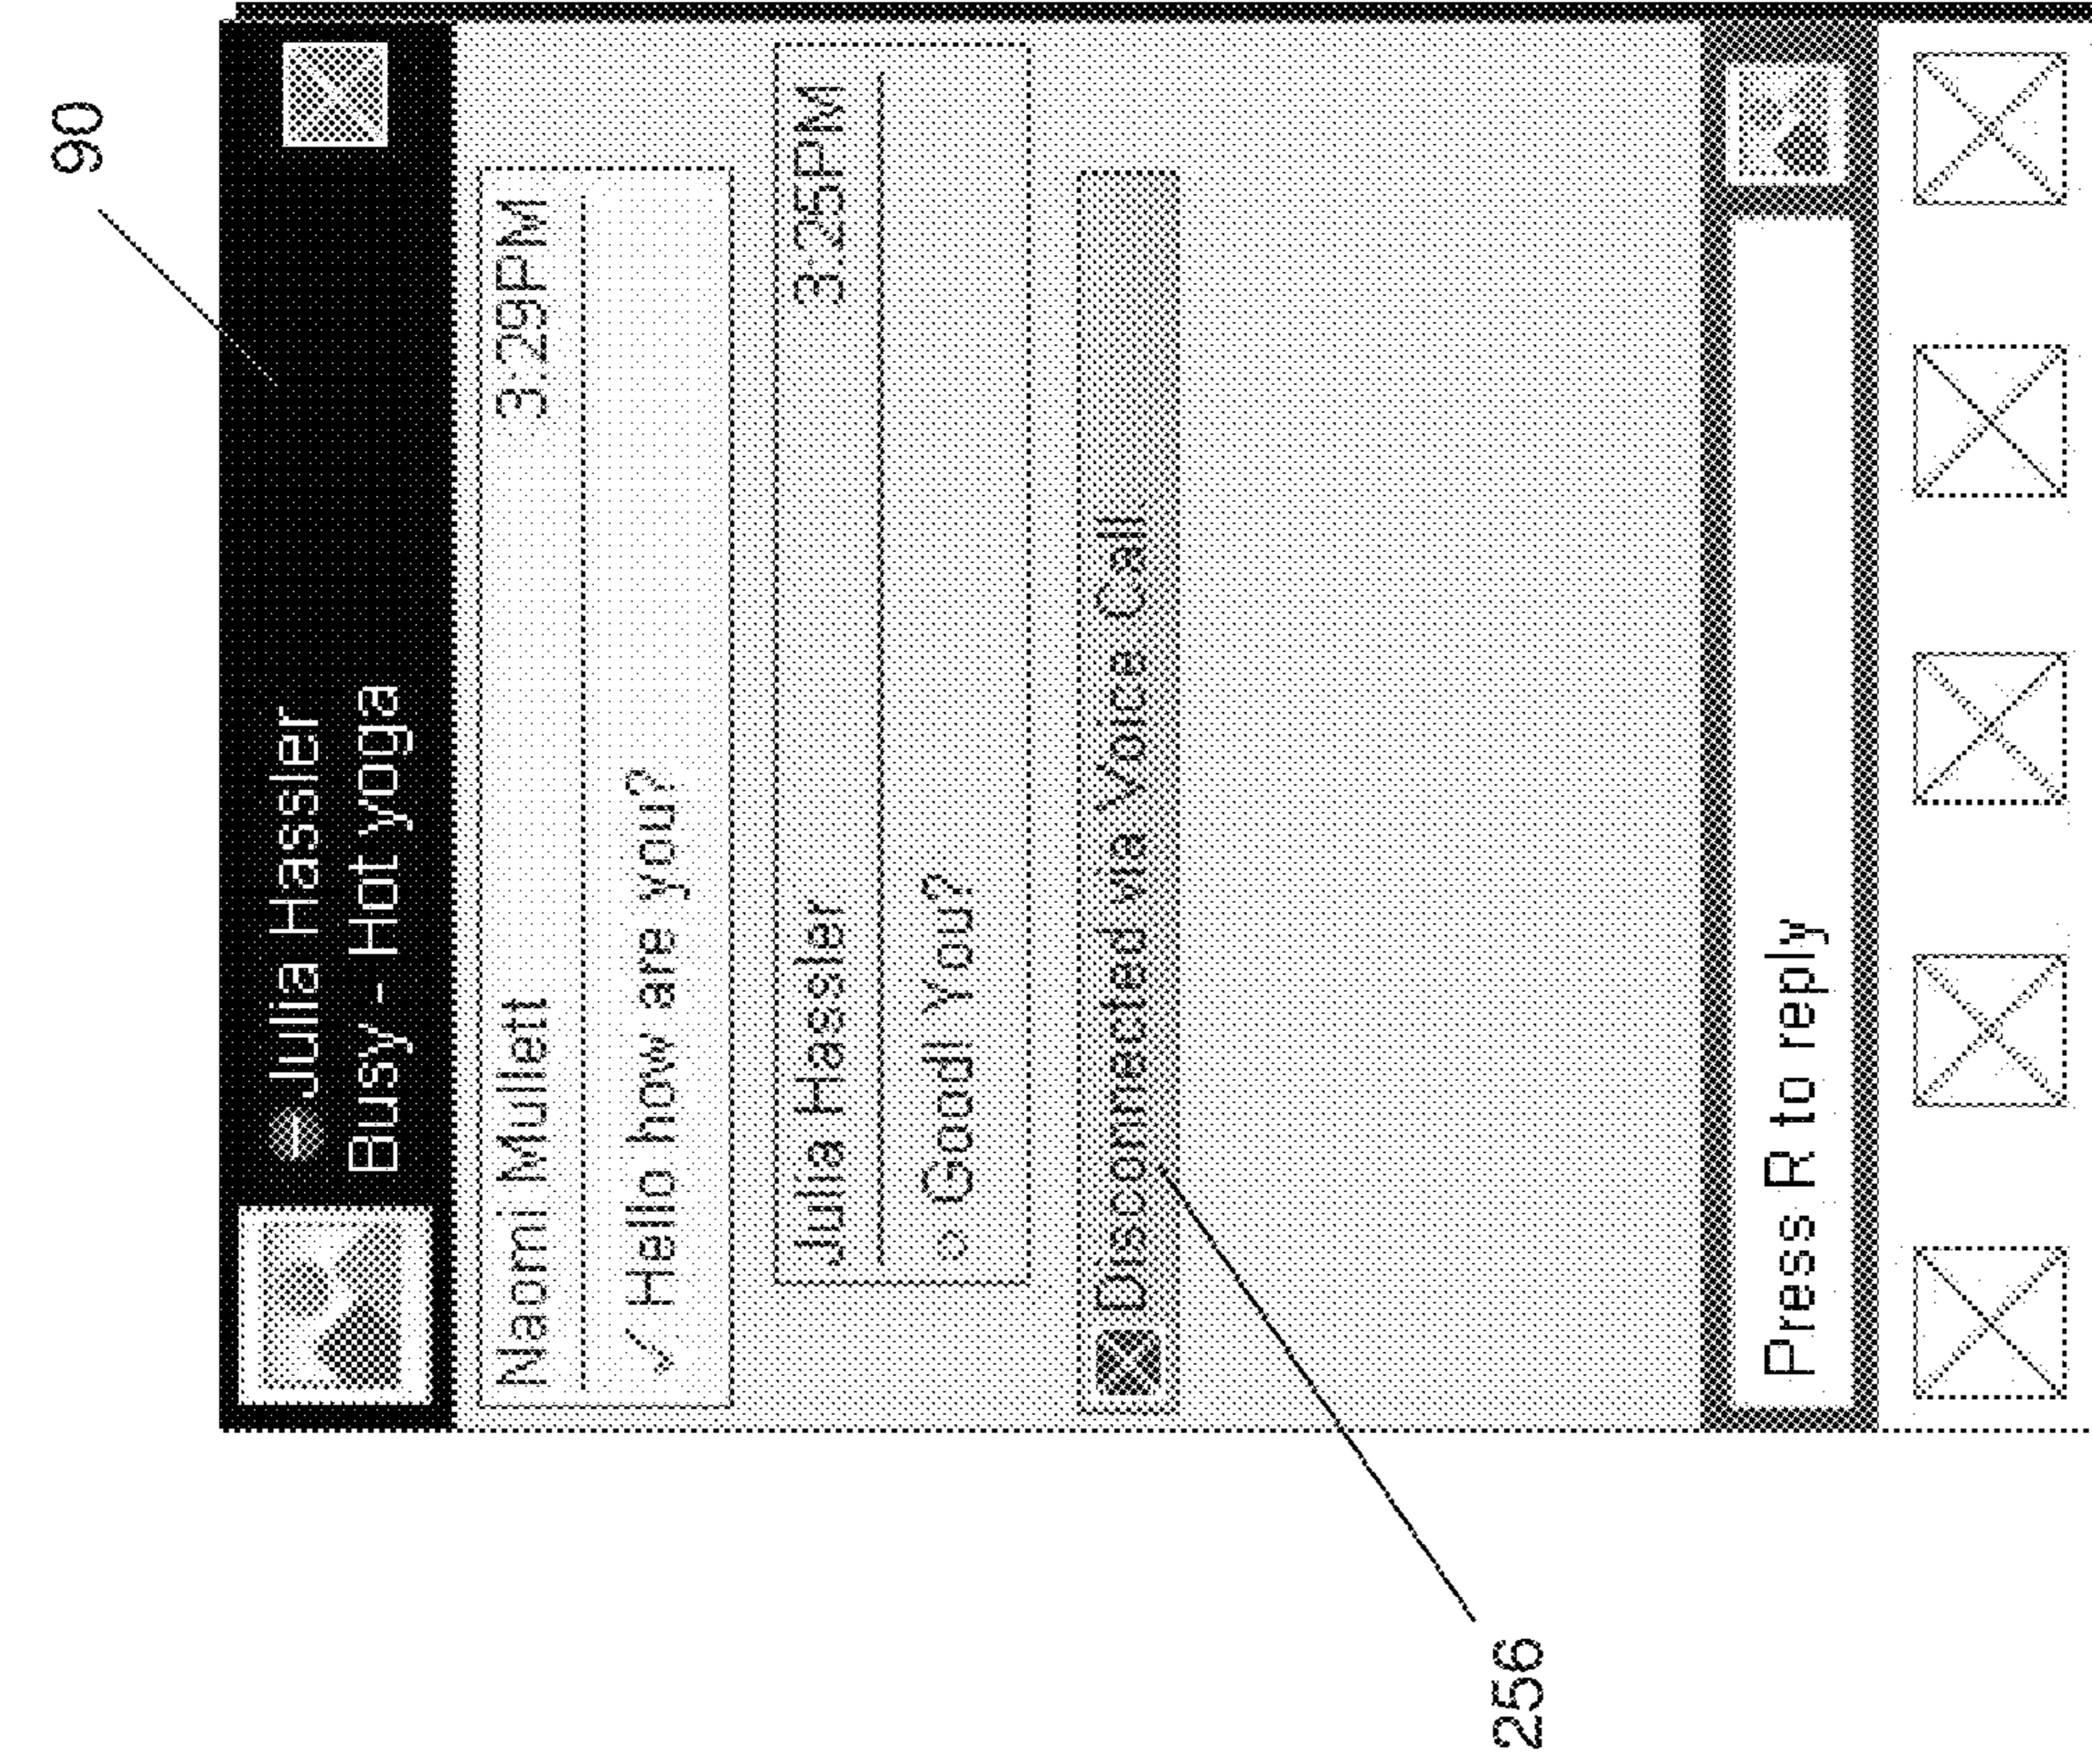 90
Julia Hassler
Busy - Hot yoga
Naomi Mullett 3:29PM
✓ Hello how are you?
Julia Hassler 3:25PM
Good! You?
Disconnected via Voice Call
256
Press R to reply